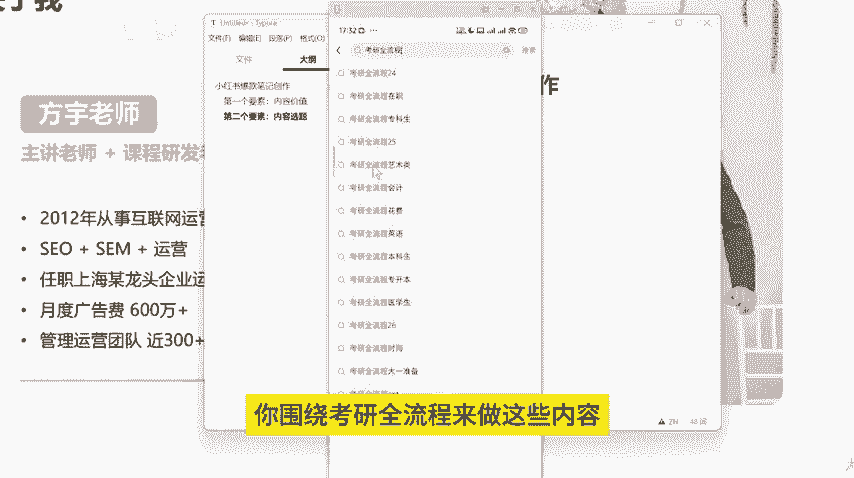 方宇老师
主讲老师 + 课程研发
• 2012年从事互联网运营
• SEO + SEM + 运营
• 任职上海某龙头企业运
• 月度广告费 600万+
• 管理运营团队 近300+
Untitled • - Typora
文件(F) 编辑(E) 段落(P) 格式(O)
文件 大纲
小红书爆款笔记创作
第一个要素：内容价值
第二个要素：内容选题
作
17:32
考研全流程 搜索
考研全流程24
考研全流程在职
考研全流程专科生
考研全流程25
考研全流程艺术类
考研全流程会计
考研全流程花费
考研全流程英语
考研全流程本科生
考研全流程专升本
考研全流程医学生
考研全流程26
考研全流程时间
考研全流程大一准备
你围绕考研全流程来做这些内容